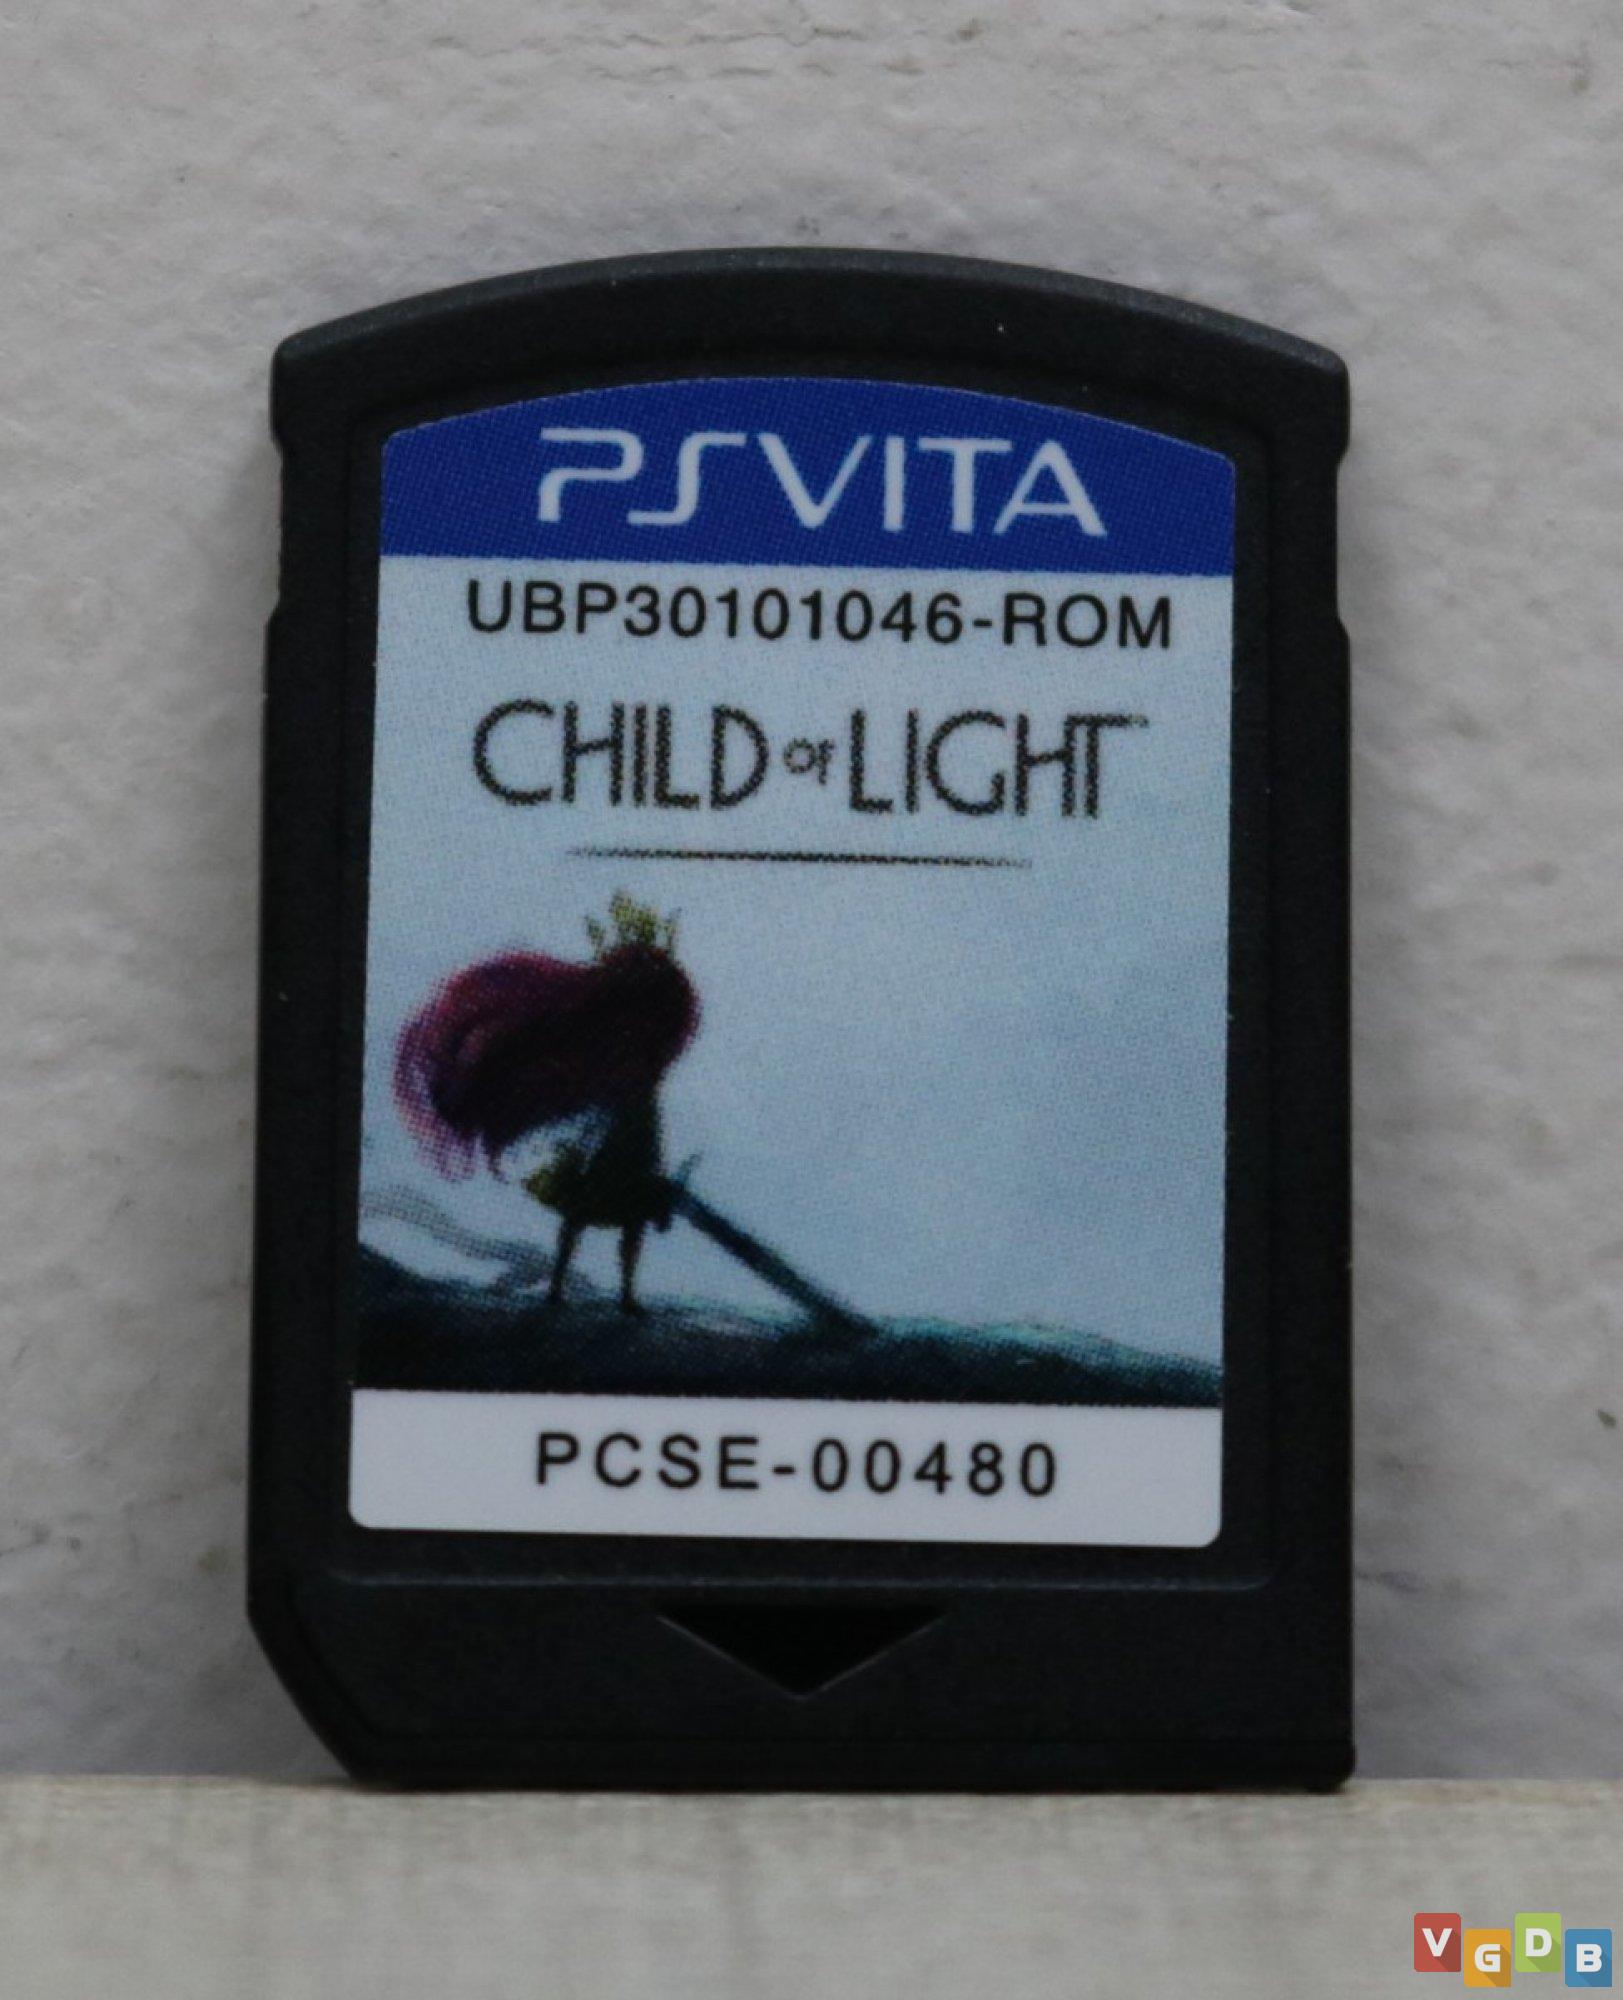 PSVITA
UBP30101046-ROM
CHILD OF LIGHT
PCSE-00480
VGDB